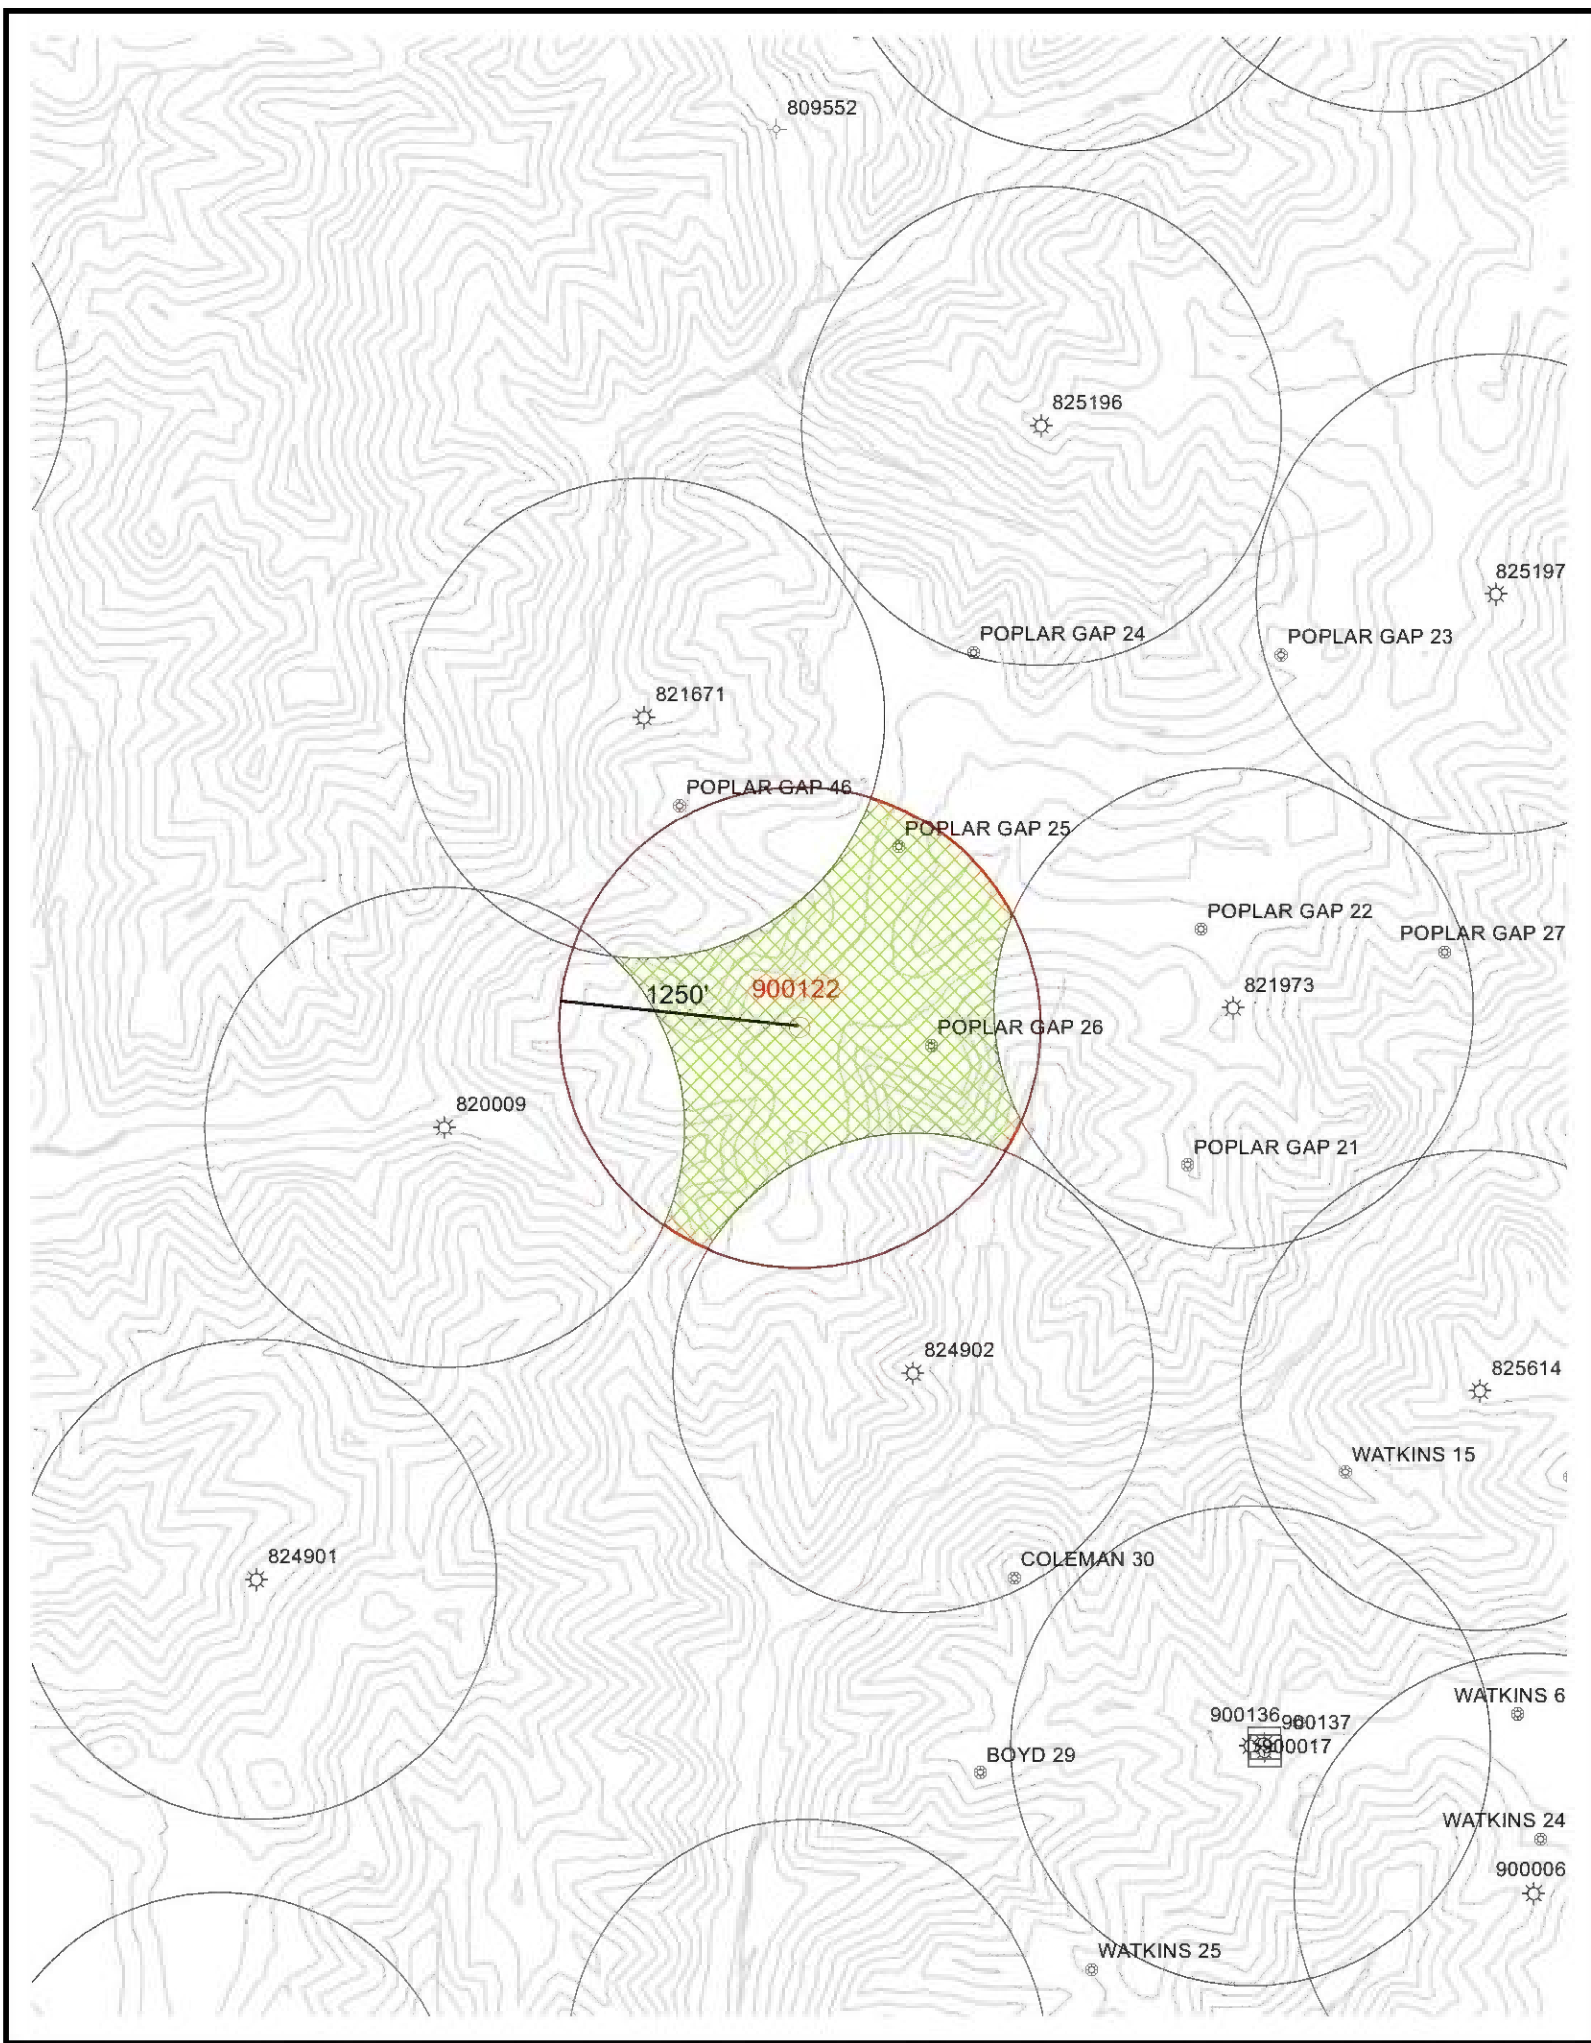 809552
825196
825197
POPLAR GAP 24
POPLAR GAP 23
821671
POPLAR GAP 46
POPLAR GAP 25
POPLAR GAP 22
POPLAR GAP 27
1250'
900122
821973
POPLAR GAP 26
820009
POPLAR GAP 21
824902
825614
WATKINS 15
824901
COLEMAN 30
WATKINS 6
900136
900137
900017
BOYD 29
WATKINS 24
900006
WATKINS 25